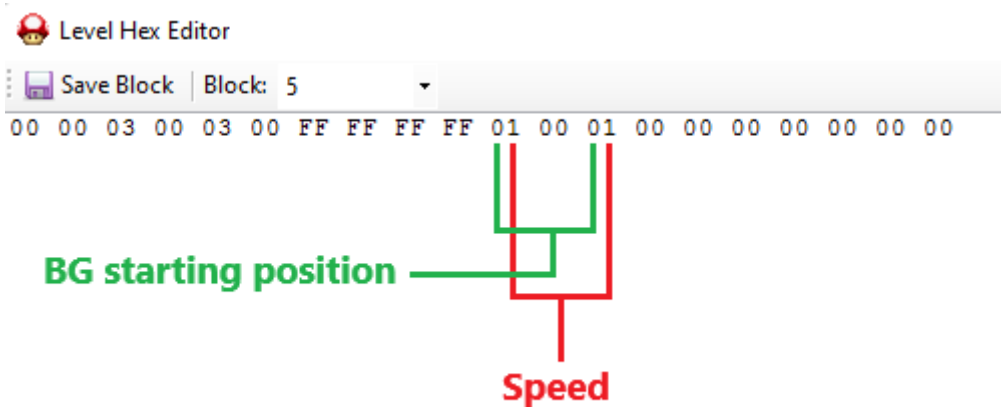 Level Hex Editor
Save Block Block: 5
00 00 03 00 03 00 FF FF FF FF 01 00 01 00 00 00 00 00 00 00
BG starting position
Speed